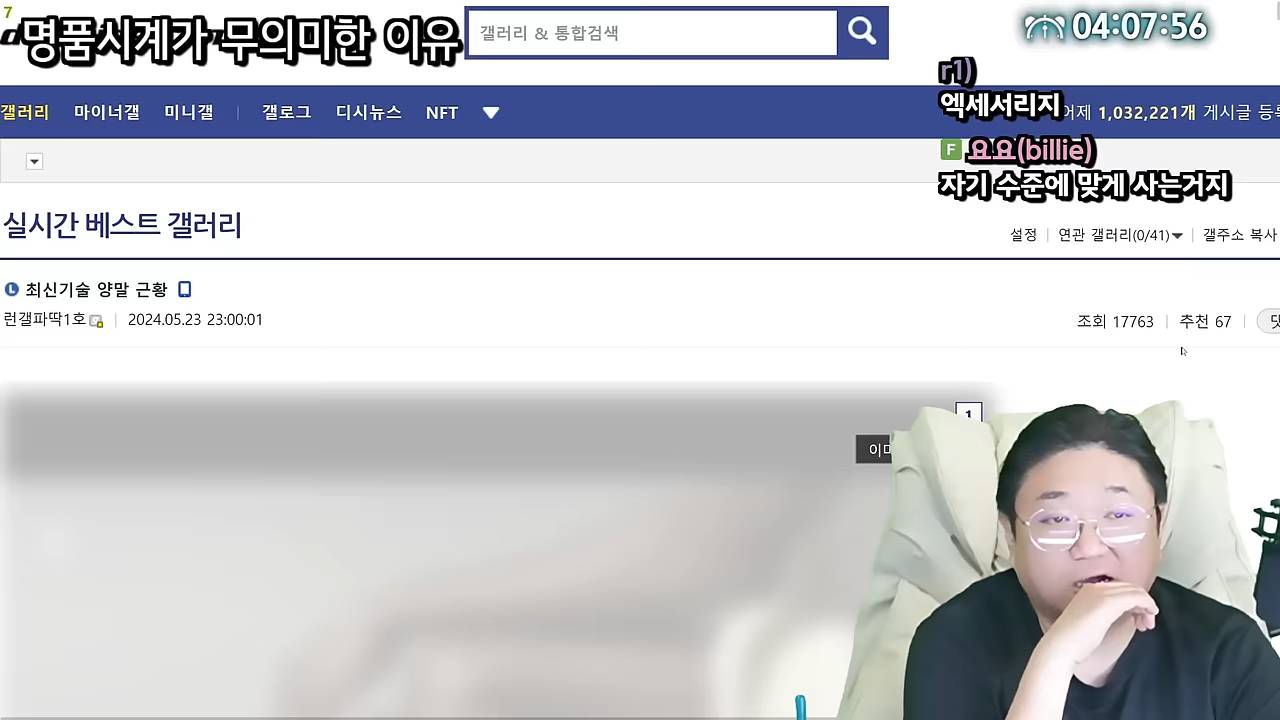 7
명품시계가 무의미한 이유
갤러리 & 통합검색
04:07:56
r1)
엑세서리지
갤러리 마이너갤 미니갤 갤로그 디시뉴스 NFT
어제 1,032,221개 게시글 등록
F 요요(billie)
자기 수준에 맞게 사는거지
실시간 베스트 갤러리
설정 연관 갤러리(0/41) 갤주소 복사
L 최신기술 양말 근황
런갤파딱1호 2024.05.23 23:00:01
조회 17763 추천 67
1